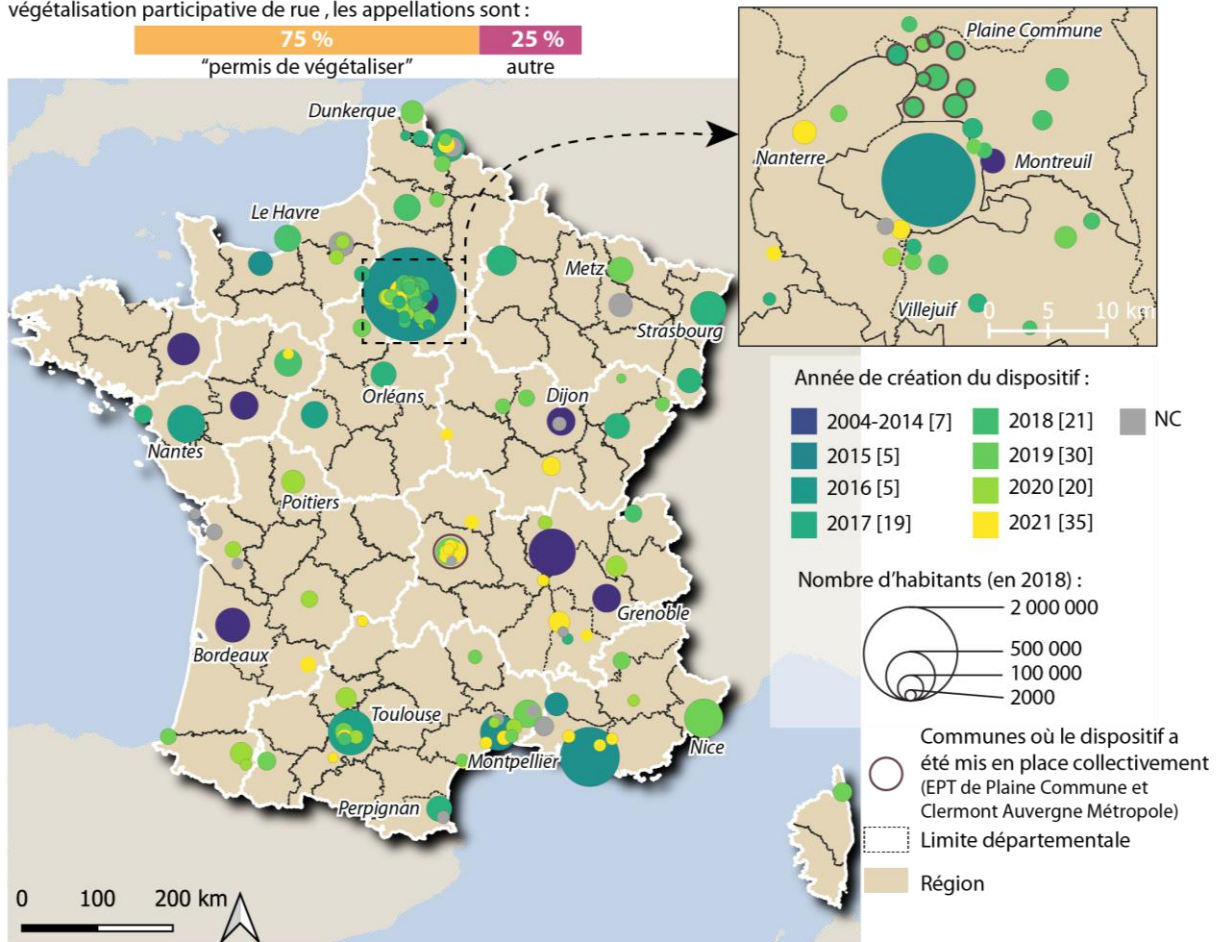 végétalisation participative de rue , les appellations sont :
75 %
25 %
"permis de végétaliser"
autre
Dunkerque
Le Havre
Metz
Strasbourg
Orléans
Dijon
Nantes
Poitiers
Grenoble
Bordeaux
Toulouse
Montpellier
Nice
Perpignan
0 100 200 km
Plaine Commune
Nanterre
Montreuil
Villejuif
0 5 10 km
Année de création du dispositif :
2004-2014 [7]
2015 [5]
2016 [5]
2017 [19]
2018 [21]
2019 [30]
2020 [20]
2021 [35]
NC
Nombre d'habitants (en 2018) :
2 000 000
500 000
100 000
2000
Communes où le dispositif a
été mis en place collectivement
(EPT de Plaine Commune et
Clermont Auvergne Métropole)
Limite départementale
Région